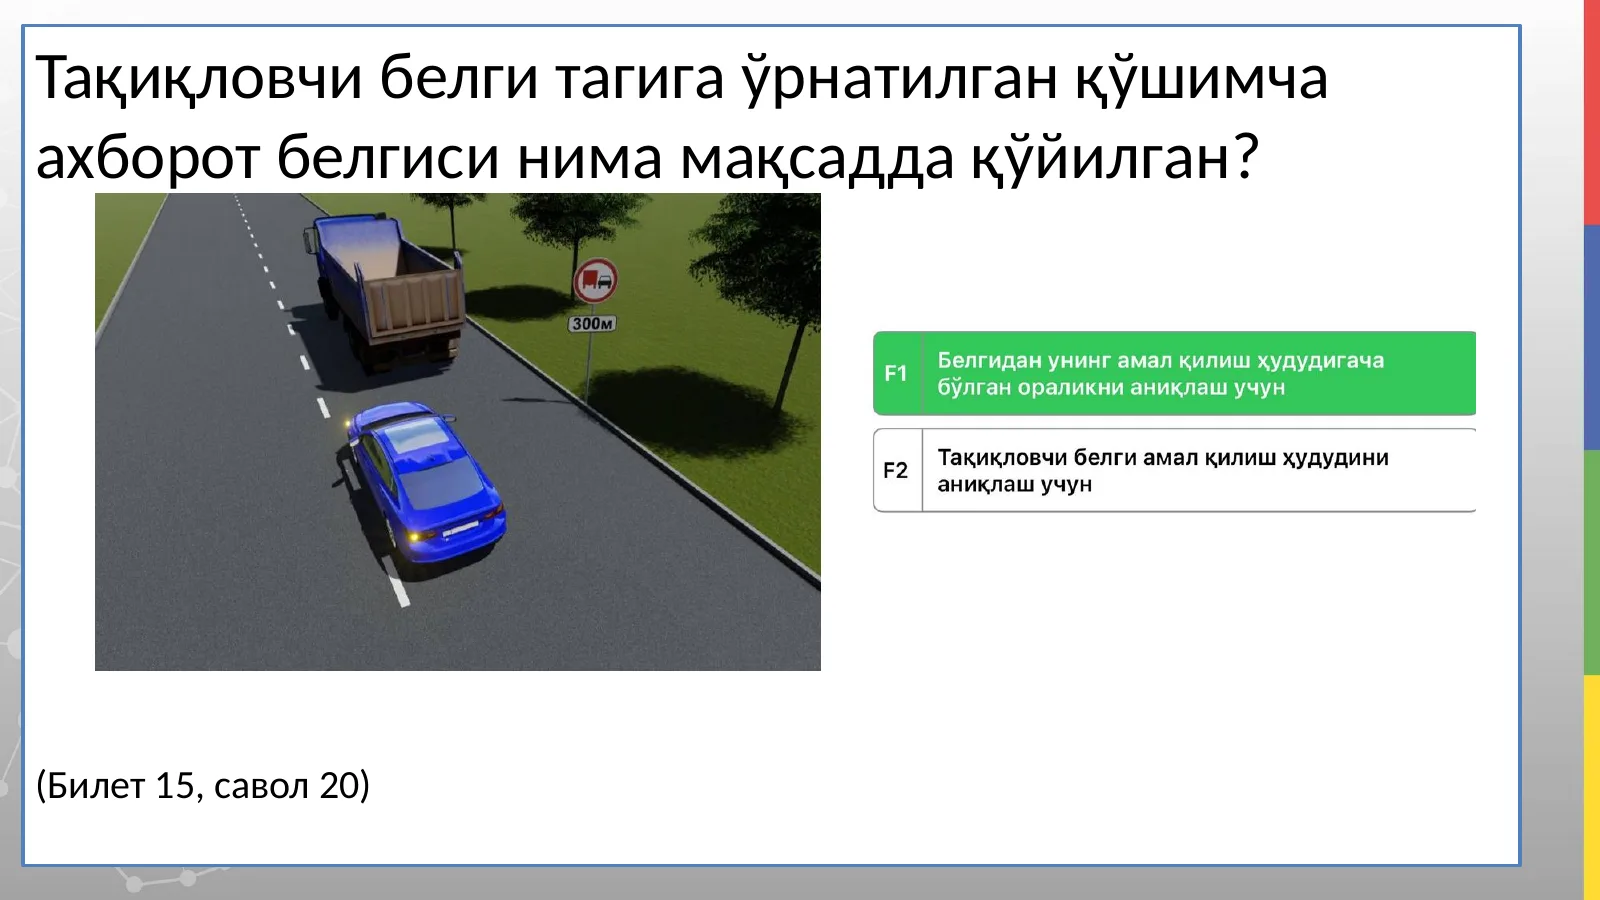 Тақиқловчи белги тагига ўрнатилган қўшимча
ахборот белгиси нима мақсадда қўйилган?
300м
F1
Белгидан унинг амал қилиш ҳудудигача
бўлган ораликни аниқлаш учун
F2
Тақиқловчи белги амал қилиш ҳудудини
аниқлаш учун
(Билет 15, савол 20)